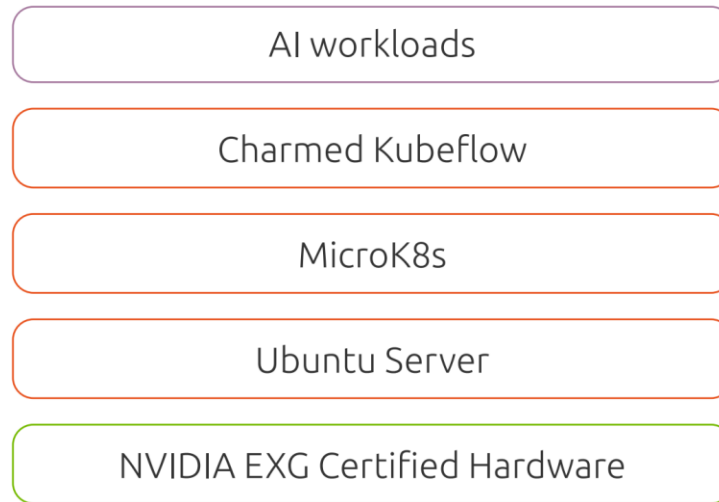 AI workloads
Charmed Kubeflow
MicroK8s
Ubuntu Server
NVIDIA EXG Certified Hardware